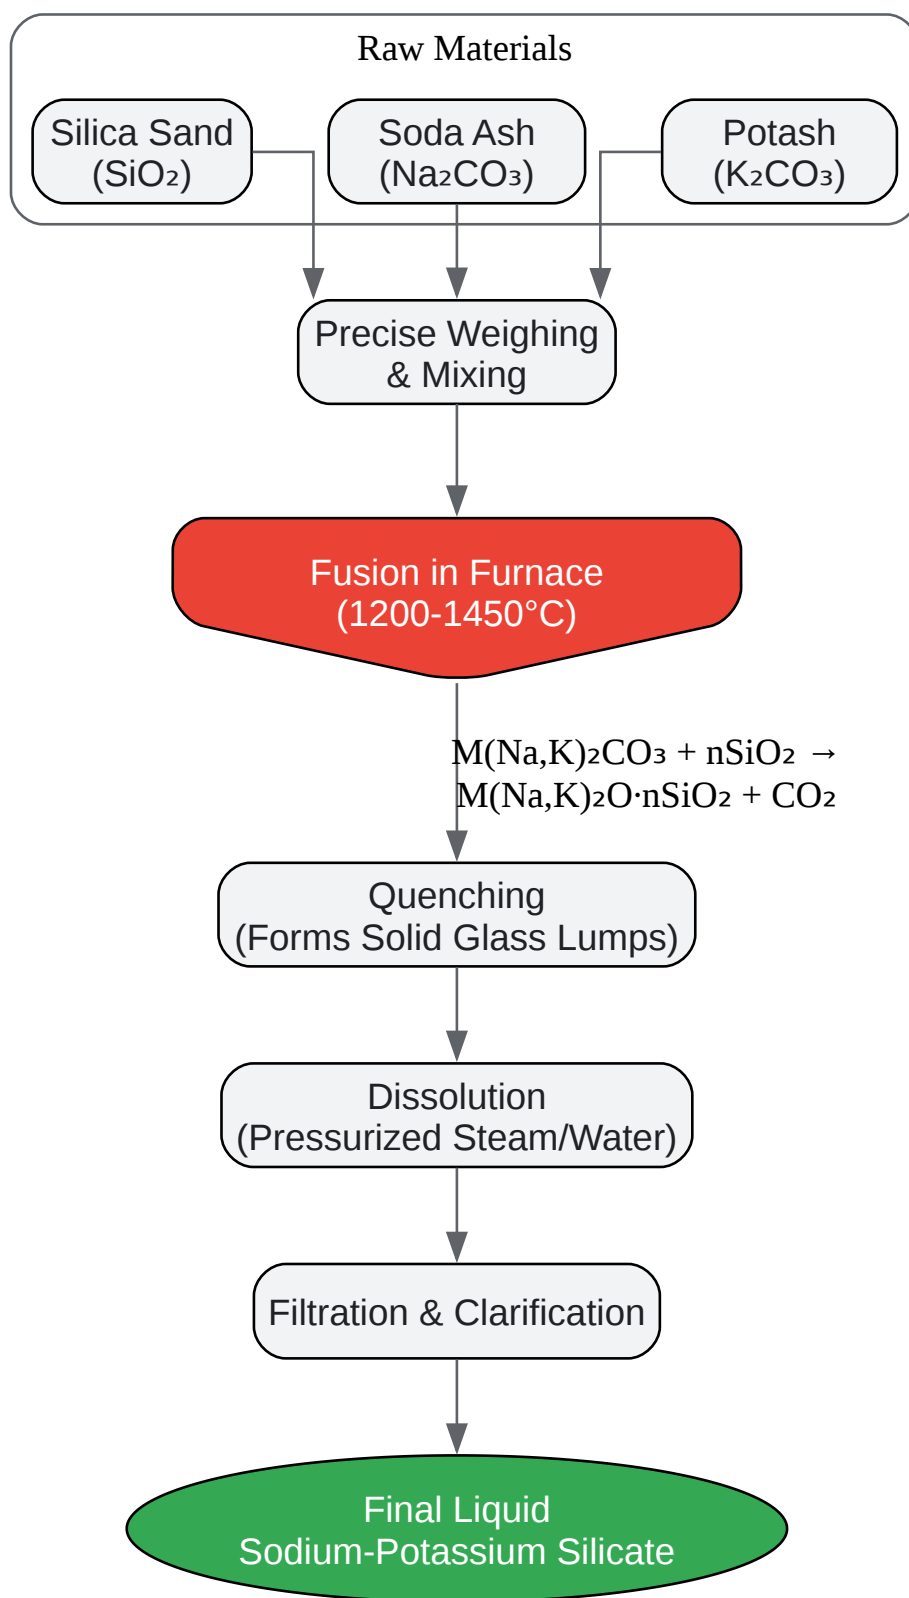 Raw Materials
Silica Sand
(SiO₂)
Soda Ash
(Na₂CO₃)
Potash
(K₂CO₃)
Precise Weighing
& Mixing
Fusion in Furnace
(1200-1450°C)
M(Na,K)₂CO₃ + nSiO₂ →
M(Na,K)₂O·nSiO₂ + CO₂
Quenching
(Forms Solid Glass Lumps)
Dissolution
(Pressurized Steam/Water)
Filtration & Clarification
Final Liquid
Sodium-Potassium Silicate